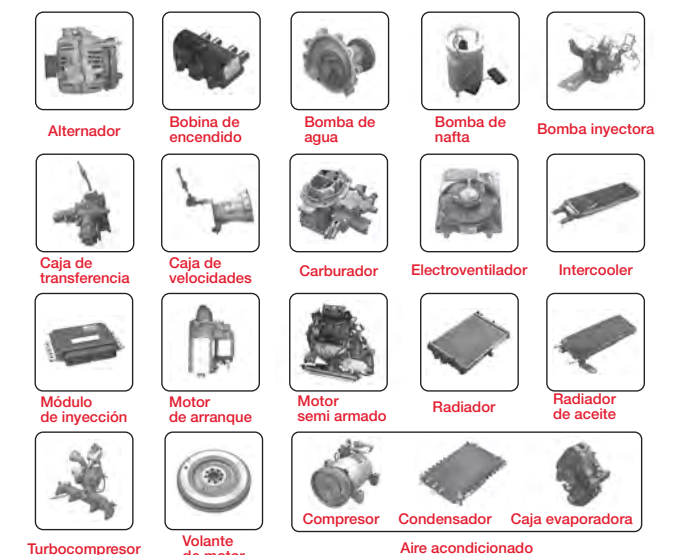 Alternador
Bobina de
encendido
Bomba de
agua
Bomba de
nafta
Bomba inyectora
Caja de
transferencia
Caja de
velocidades
Carburador
Electroventilador
Intercooler
Módulo
de inyección
Motor
de arranque
Motor
semi armado
Radiador
Radiador
de aceite
Turbocompresor
Volante
de motor
Compresor
Condensador
Caja evaporadora
Aire acondicionado